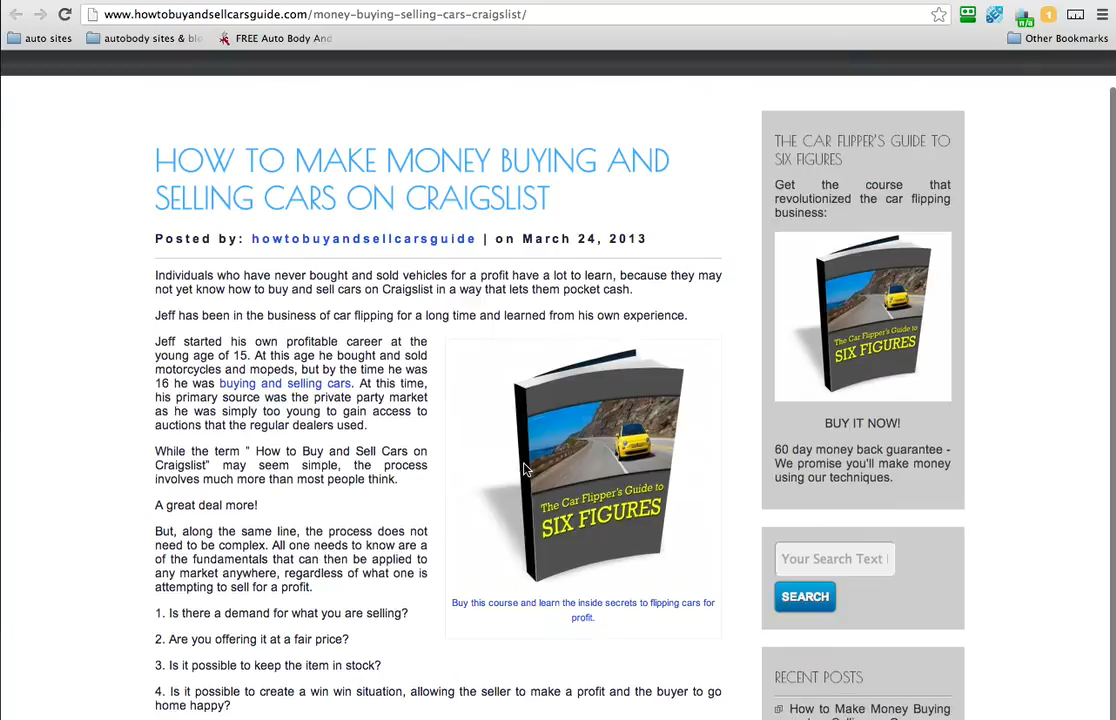 www.howtobuyandsellcarsguide.com/money-buying-selling-cars-craigslist/
n/a
1
auto sites
autobody sites & blo
FREE Auto Body And
Other Bookmarks
HOW TO MAKE MONEY BUYING AND
SELLING CARS ON CRAIGSLIST
Posted by: howtobuyandsellcarsguide | on March 24, 2013
Individuals who have never bought and sold vehicles for a profit have a lot to learn, because they may
not yet know how to buy and sell cars on Craigslist in a way that lets them pocket cash.
Jeff has been in the business of car flipping for a long time and learned from his own experience.
Jeff started his own profitable career at the
young age of 15. At this age he bought and sold
motorcycles and mopeds, but by the time he was
16 he was buying and selling cars. At this time,
his primary source was the private party market
as he was simply too young to gain access to
auctions that the regular dealers used.
While the term " How to Buy and Sell Cars on
Craigslist" may seem simple, the process
involves much more than most people think.
A great deal more!
But, along the same line, the process does not
need to be complex. All one needs to know are a
of the fundamentals that can then be applied to
any market anywhere, regardless of what one is
attempting to sell for a profit.
1. Is there a demand for what you are selling?
2. Are you offering it at a fair price?
3. Is it possible to keep the item in stock?
4. Is it possible to create a win win situation, allowing the seller to make a profit and the buyer to go
home happy?
The Car Flipper's Guide to
SIX FIGURES
Buy this course and learn the inside secrets to flipping cars for
profit.
THE CAR FLIPPER'S GUIDE TO
SIX FIGURES
Get the course that
revolutionized the car flipping
business:
The Car Flipper's Guide to
SIX FIGURES
BUY IT NOW!
60 day money back guarantee -
We promise you'll make money
using our techniques.
Your Search Text
SEARCH
RECENT POSTS
How to Make Money Buying